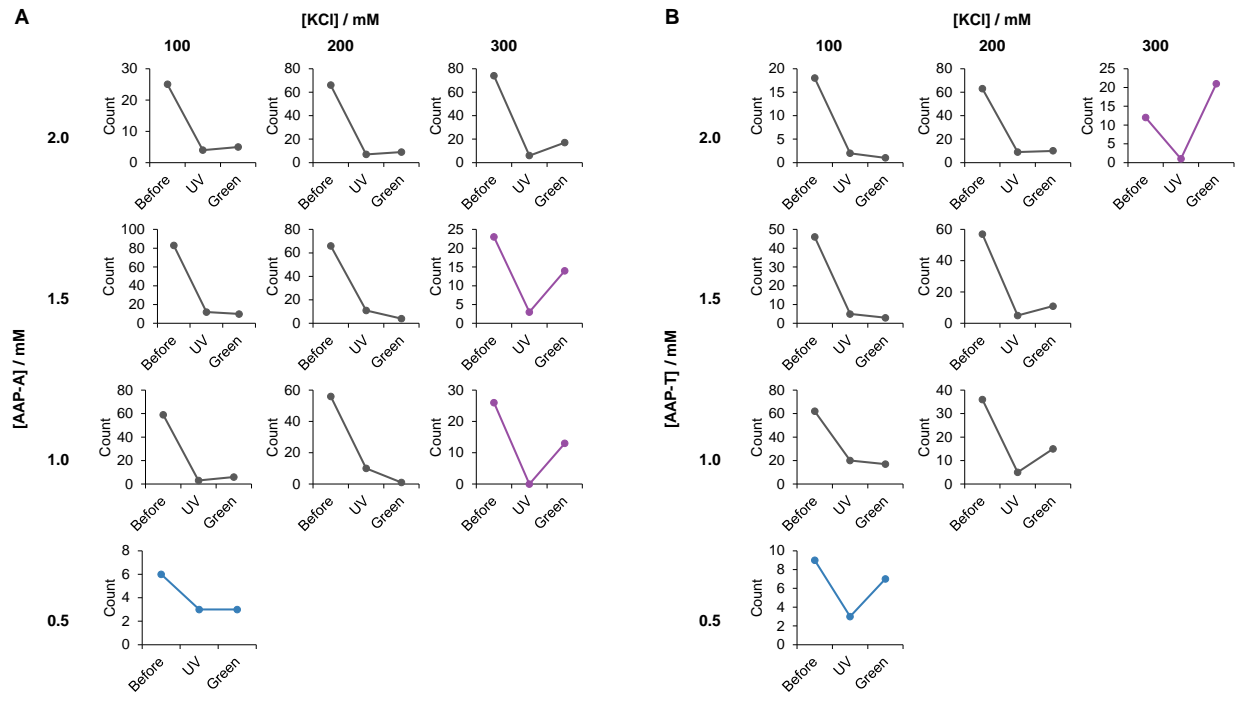 A
[KCl] / mM
100
200
300
[AAP-A] / mM
2.0
Count
30
20
10
0
Before
UV
Green
Count
80
60
40
20
0
Before
UV
Green
Count
80
60
40
20
0
Before
UV
Green
1.5
Count
100
80
60
40
20
0
Before
UV
Green
Count
80
60
40
20
0
Before
UV
Green
Count
25
20
15
10
5
0
Before
UV
Green
1.0
Count
80
60
40
20
0
Before
UV
Green
Count
60
40
20
0
Before
UV
Green
Count
30
20
10
0
Before
UV
Green
0.5
Count
8
6
4
2
0
Before
UV
Green
B
[KCl] / mM
100
200
300
[AAP-T] / mM
2.0
Count
20
15
10
5
0
Before
UV
Green
Count
80
60
40
20
0
Before
UV
Green
Count
25
20
15
10
5
0
Before
UV
Green
1.5
Count
50
40
30
20
10
0
Before
UV
Green
Count
60
40
20
0
Before
UV
Green
1.0
Count
80
60
40
20
0
Before
UV
Green
Count
40
30
20
10
0
Before
UV
Green
0.5
Count
10
8
6
4
2
0
Before
UV
Green